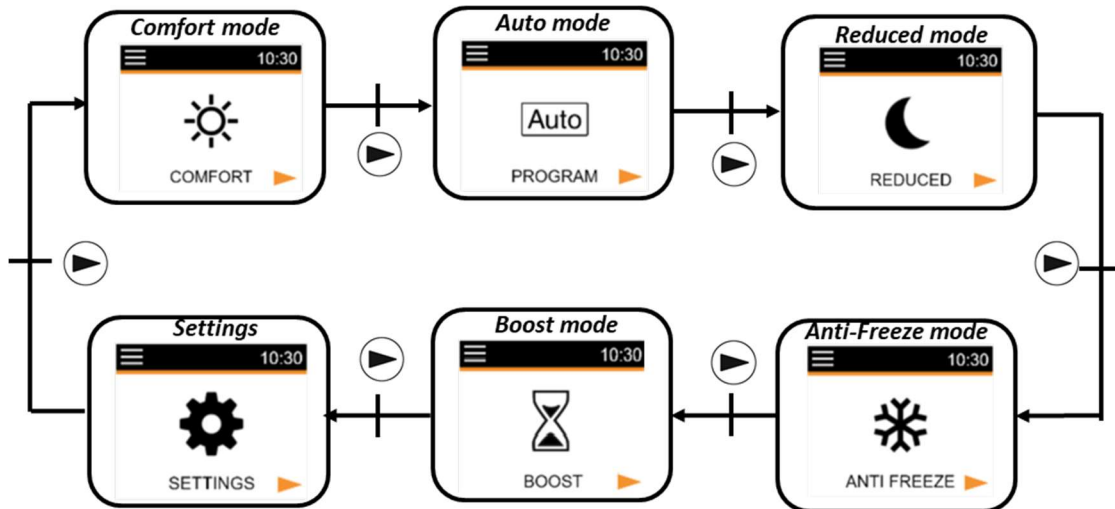 Comfort mode
10:30
COMFORT
Auto mode
10:30
Auto
PROGRAM
Reduced mode
10:30
REDUCED
Settings
10:30
SETTINGS
Boost mode
10:30
BOOST
Anti-Freeze mode
10:30
ANTI FREEZE